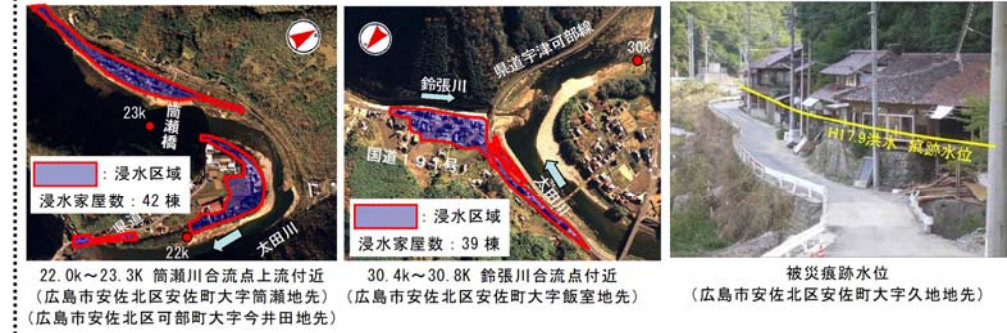 23k
筒瀬橋
:浸水区域
浸水家屋数:42 棟
県道
22k
太田川
22.0k~23.3K 筒瀬川合流点上流付近
(広島市安佐北区安佐町大字筒瀬地先)
(広島市安佐北区可部町大字今井田地先)
県道宇津可部線
30k
鈴張川
国道191号
太田川
:浸水区域
浸水家屋数:39 棟
30.4k~30.8K 鈴張川合流点付近
(広島市安佐北区安佐町大字飯室地先)
H17.9洪水 痕跡水位
被災痕跡水位
(広島市安佐北区安佐町大字久地地先)